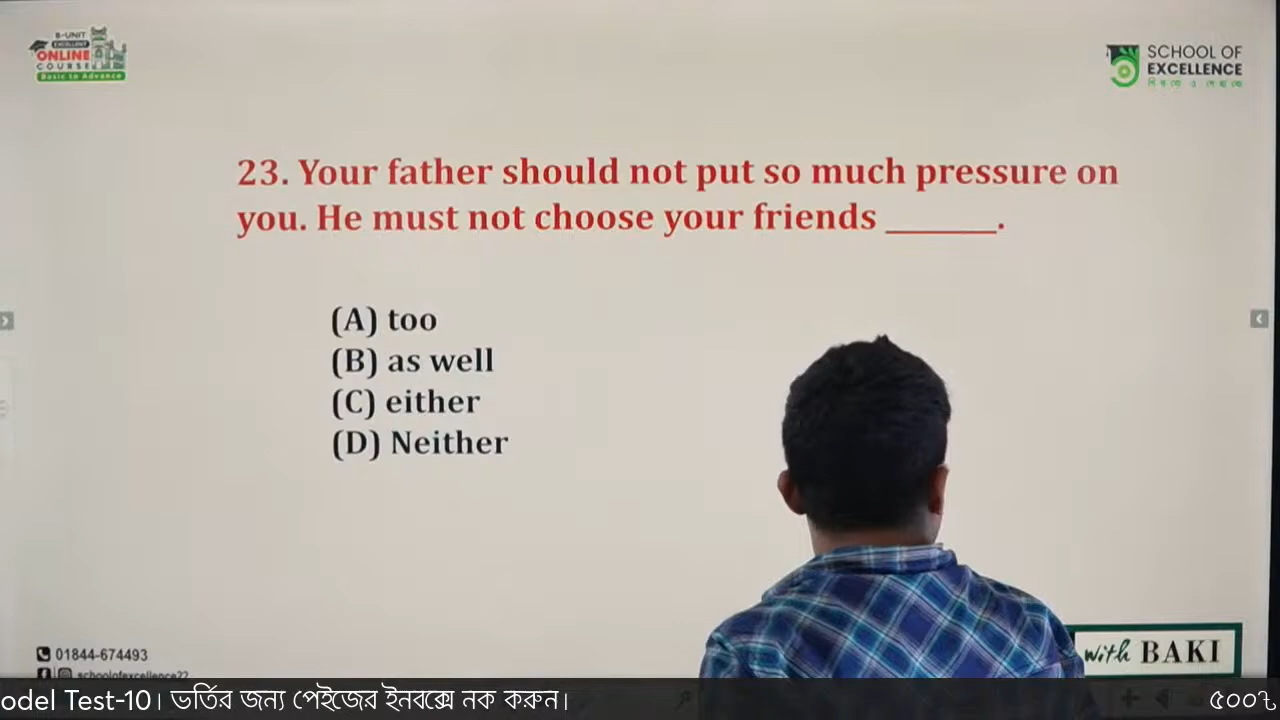 B-UNIT
EXCELLENT
ONLINE
COURSE
Basic to Advance
SCHOOL OF
EXCELLENCE
23. Your father should not put so much pressure on
you. He must not choose your friends _______.
(A) too
(B) as well
(C) either
(D) Neither
01844-674493
schoolofexcellence22
with BAKI
odel Test-10। ভর্তির জন্য পেইজের ইনবক্সে নক করুন।
৫০০৳